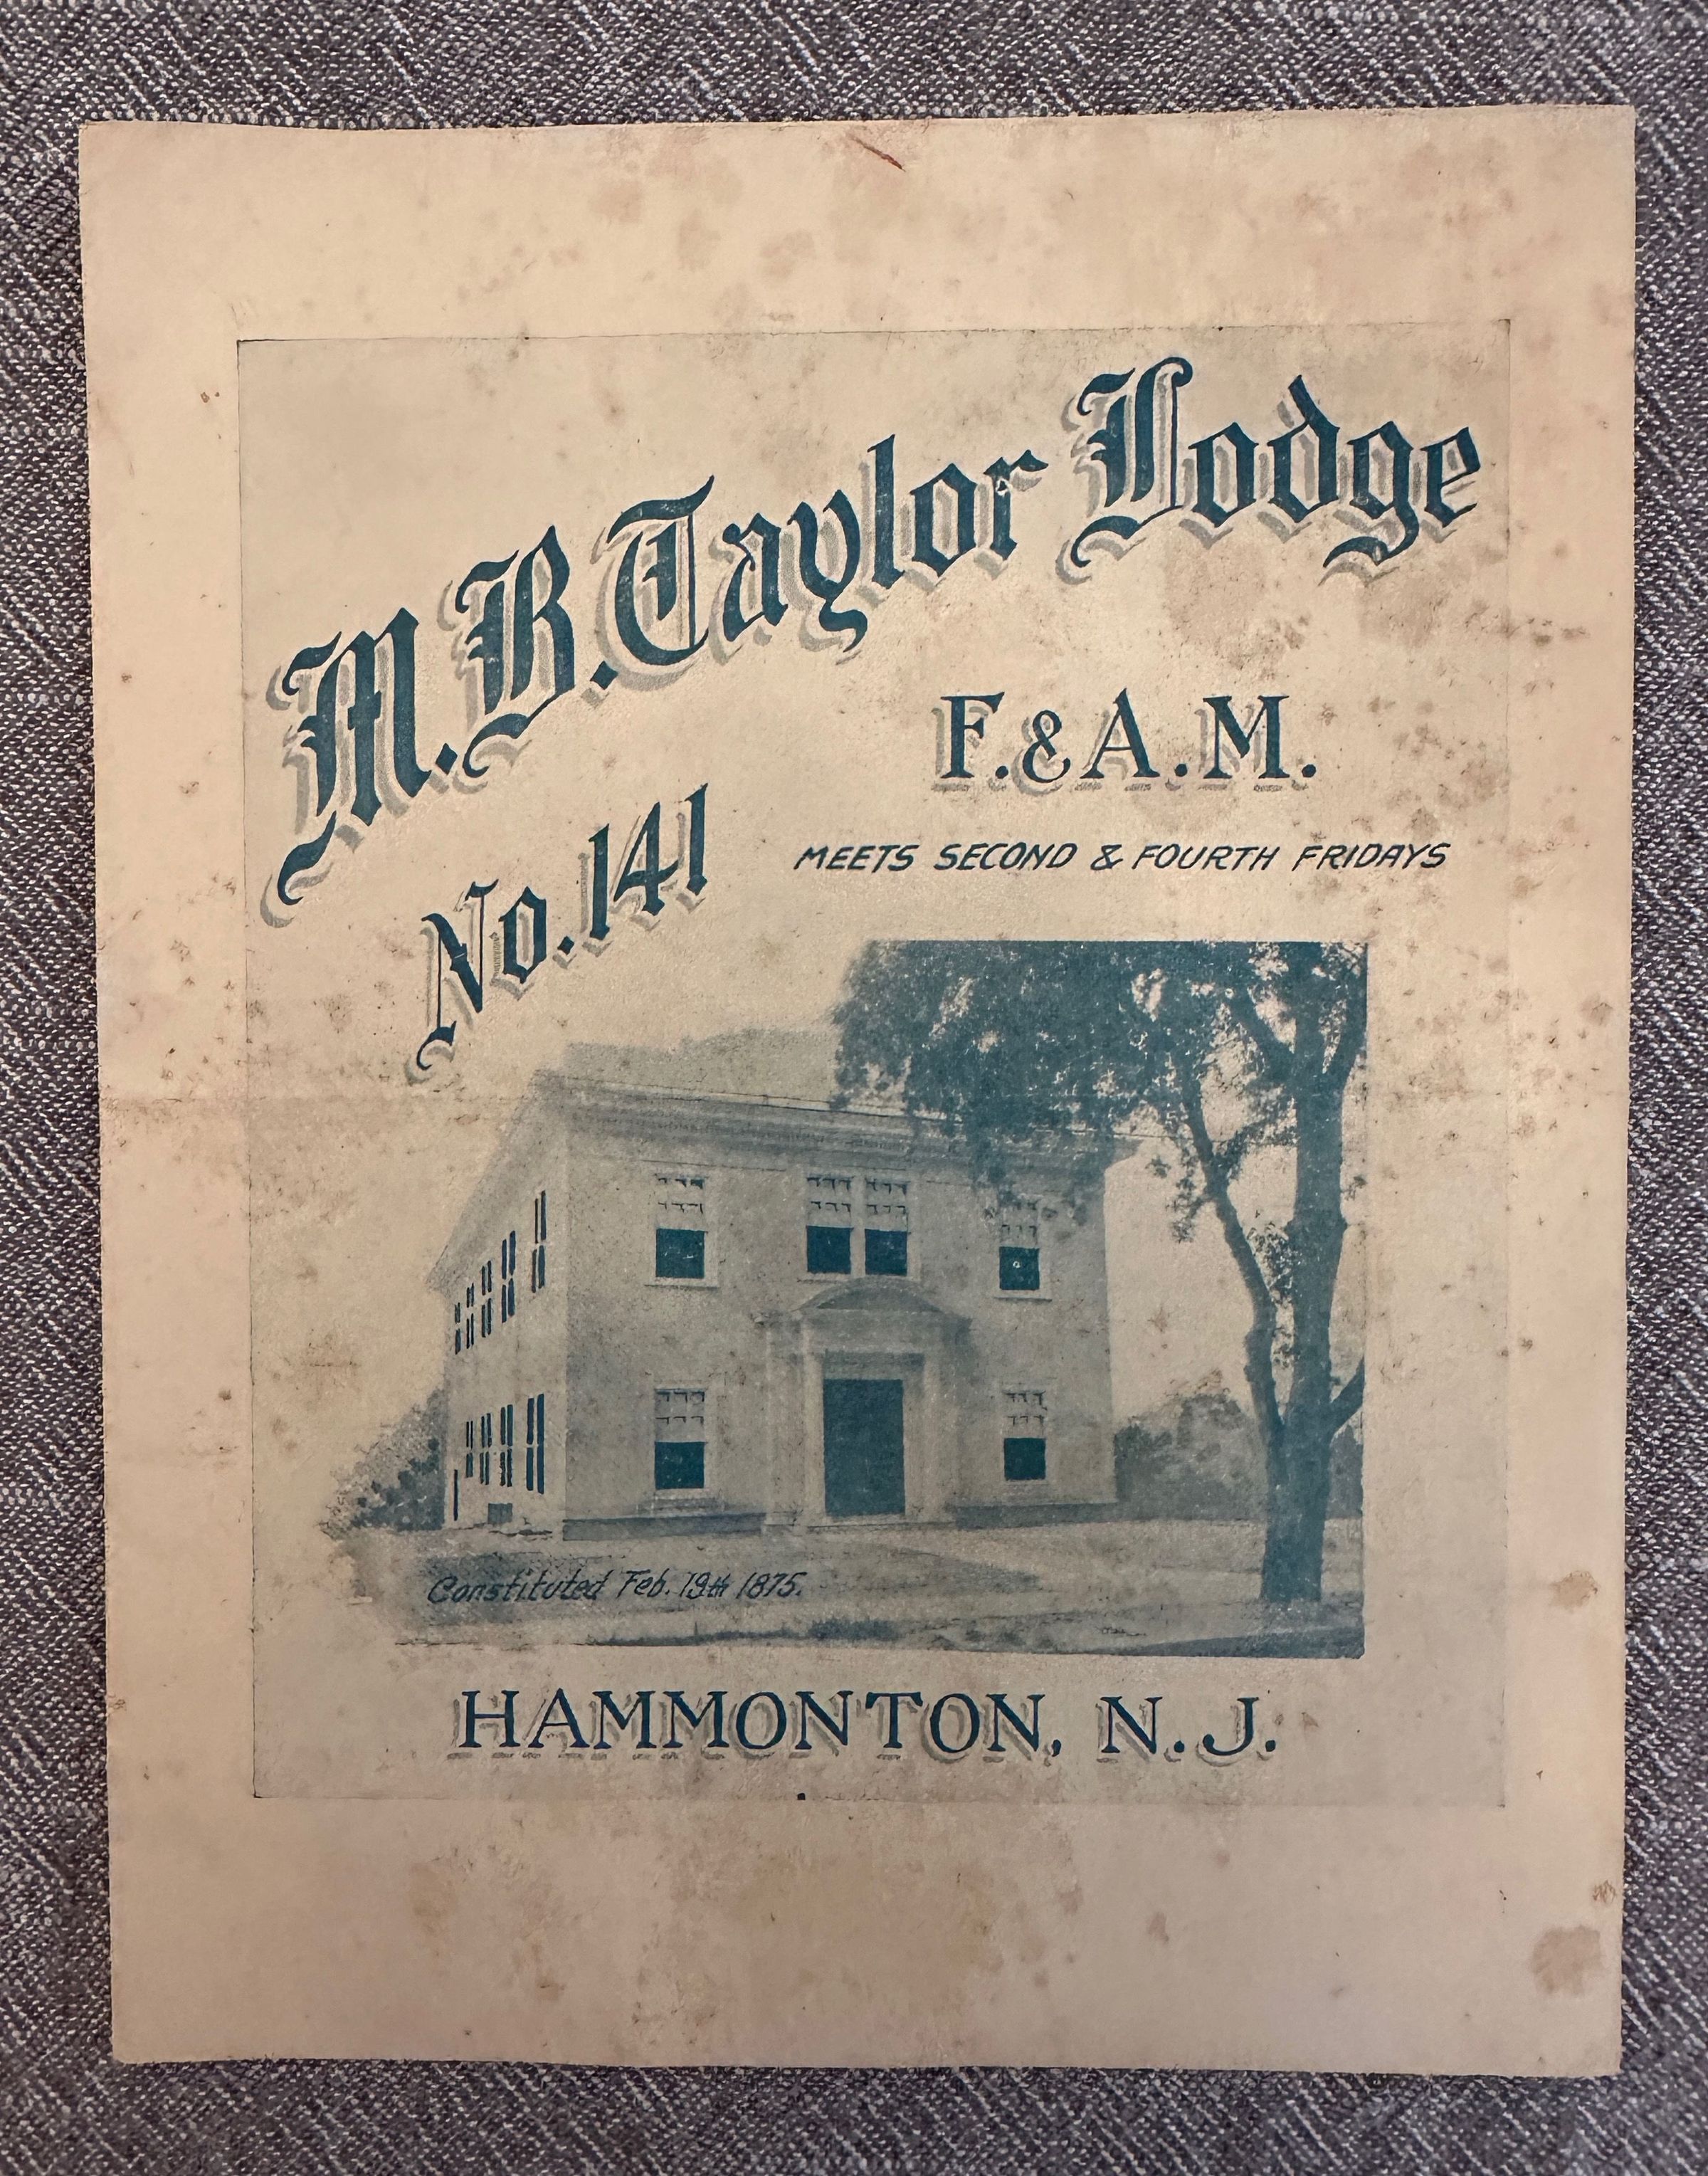 M. B. Taylor Lodge
No. 141
F. & A. M.
MEETS SECOND & FOURTH FRIDAYS
Constituted Feb. 19th 1875.
HAMMONTON, N. J.